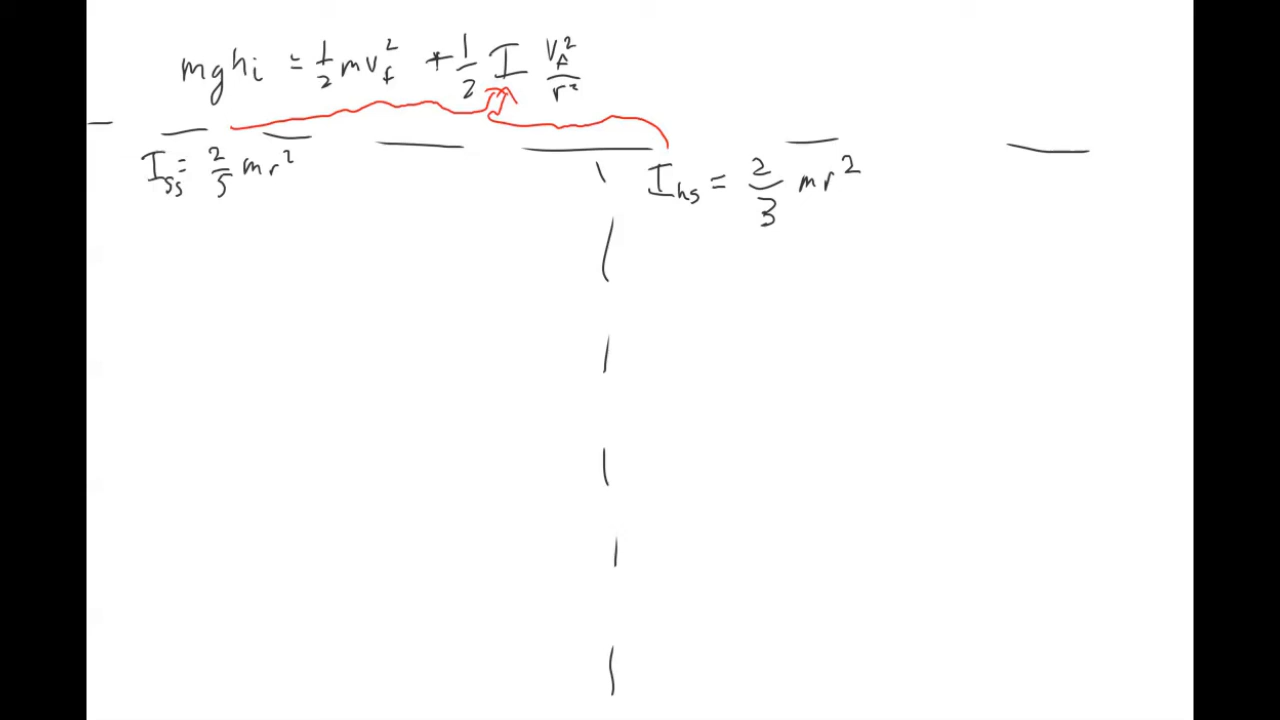 mghi = 1/2 mvf² + 1/2 I vf²/r²
Iss = 2/5 mr²
Ihs = 2/3 mr²